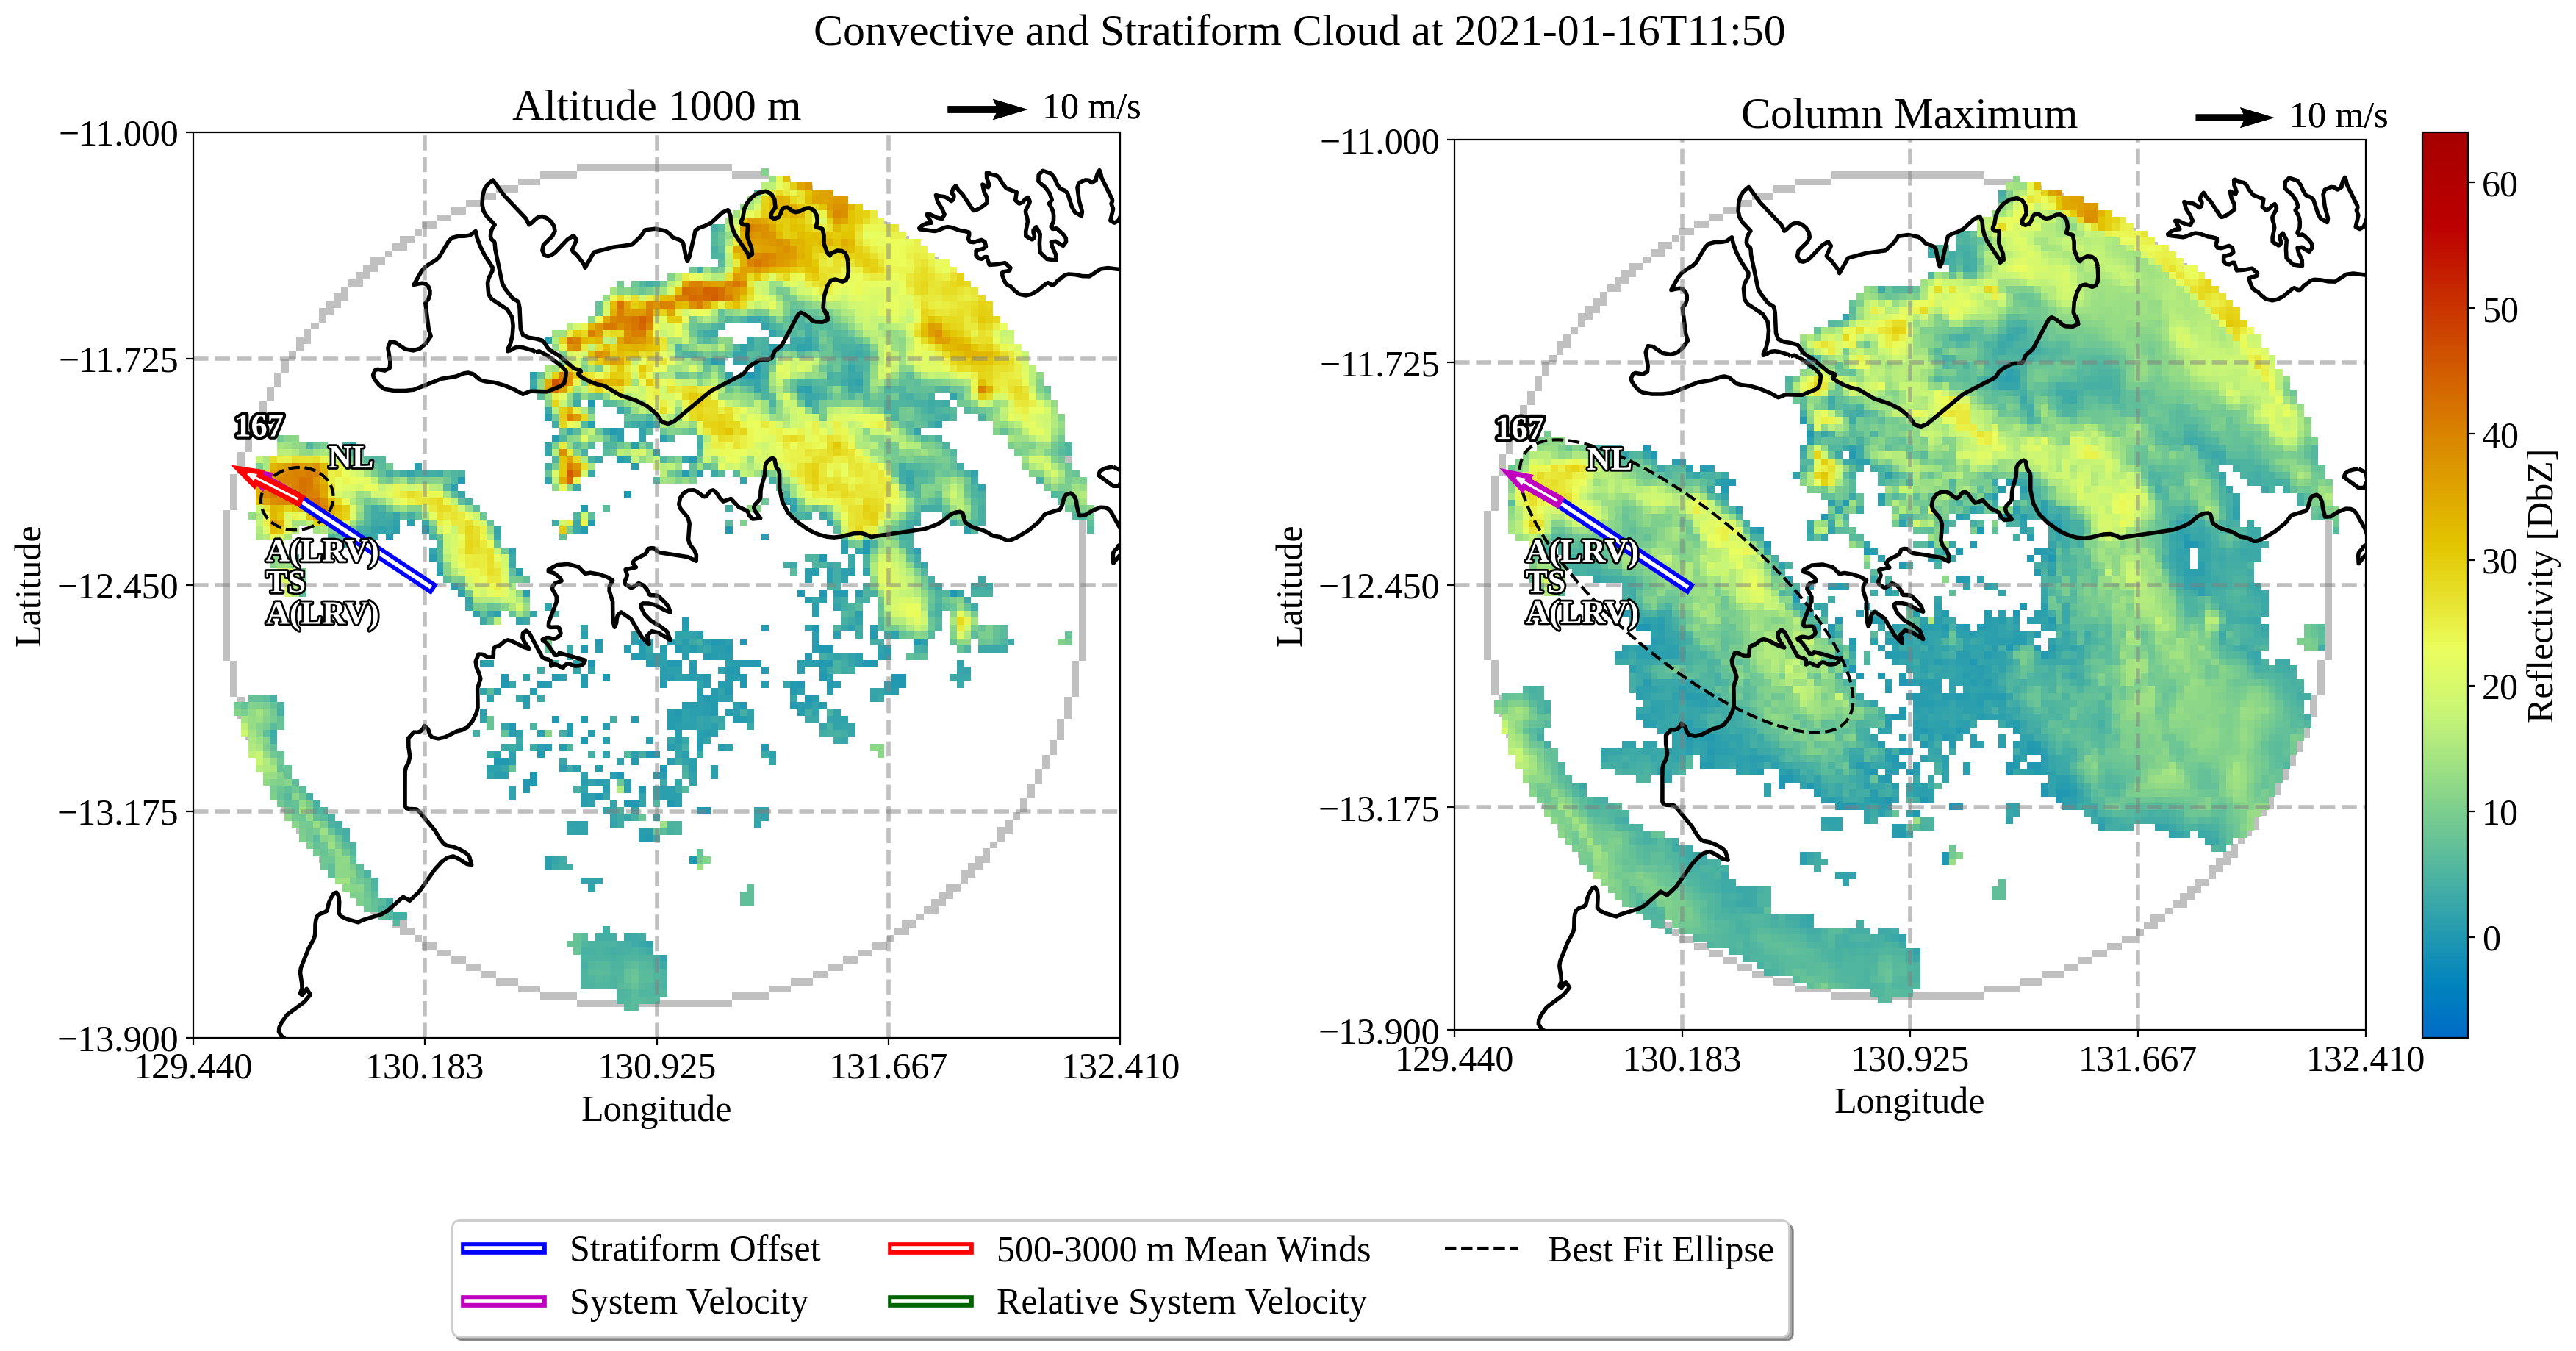 Convective and Stratiform Cloud at 2021-01-16T11:50
Altitude 1000 m
10 m/s
−11.000
−11.725
−12.450
−13.175
−13.900
Latitude
129.440
130.183
130.925
131.667
132.410
Longitude
167
NL
A(LRV)
TS
A(LRV)
Column Maximum
10 m/s
−11.000
−11.725
−12.450
−13.175
−13.900
Latitude
129.440
130.183
130.925
131.667
132.410
Longitude
167
NL
A(LRV)
TS
A(LRV)
60
50
40
30
20
10
0
Reflectivity [DbZ]
Stratiform Offset
System Velocity
500-3000 m Mean Winds
Relative System Velocity
Best Fit Ellipse